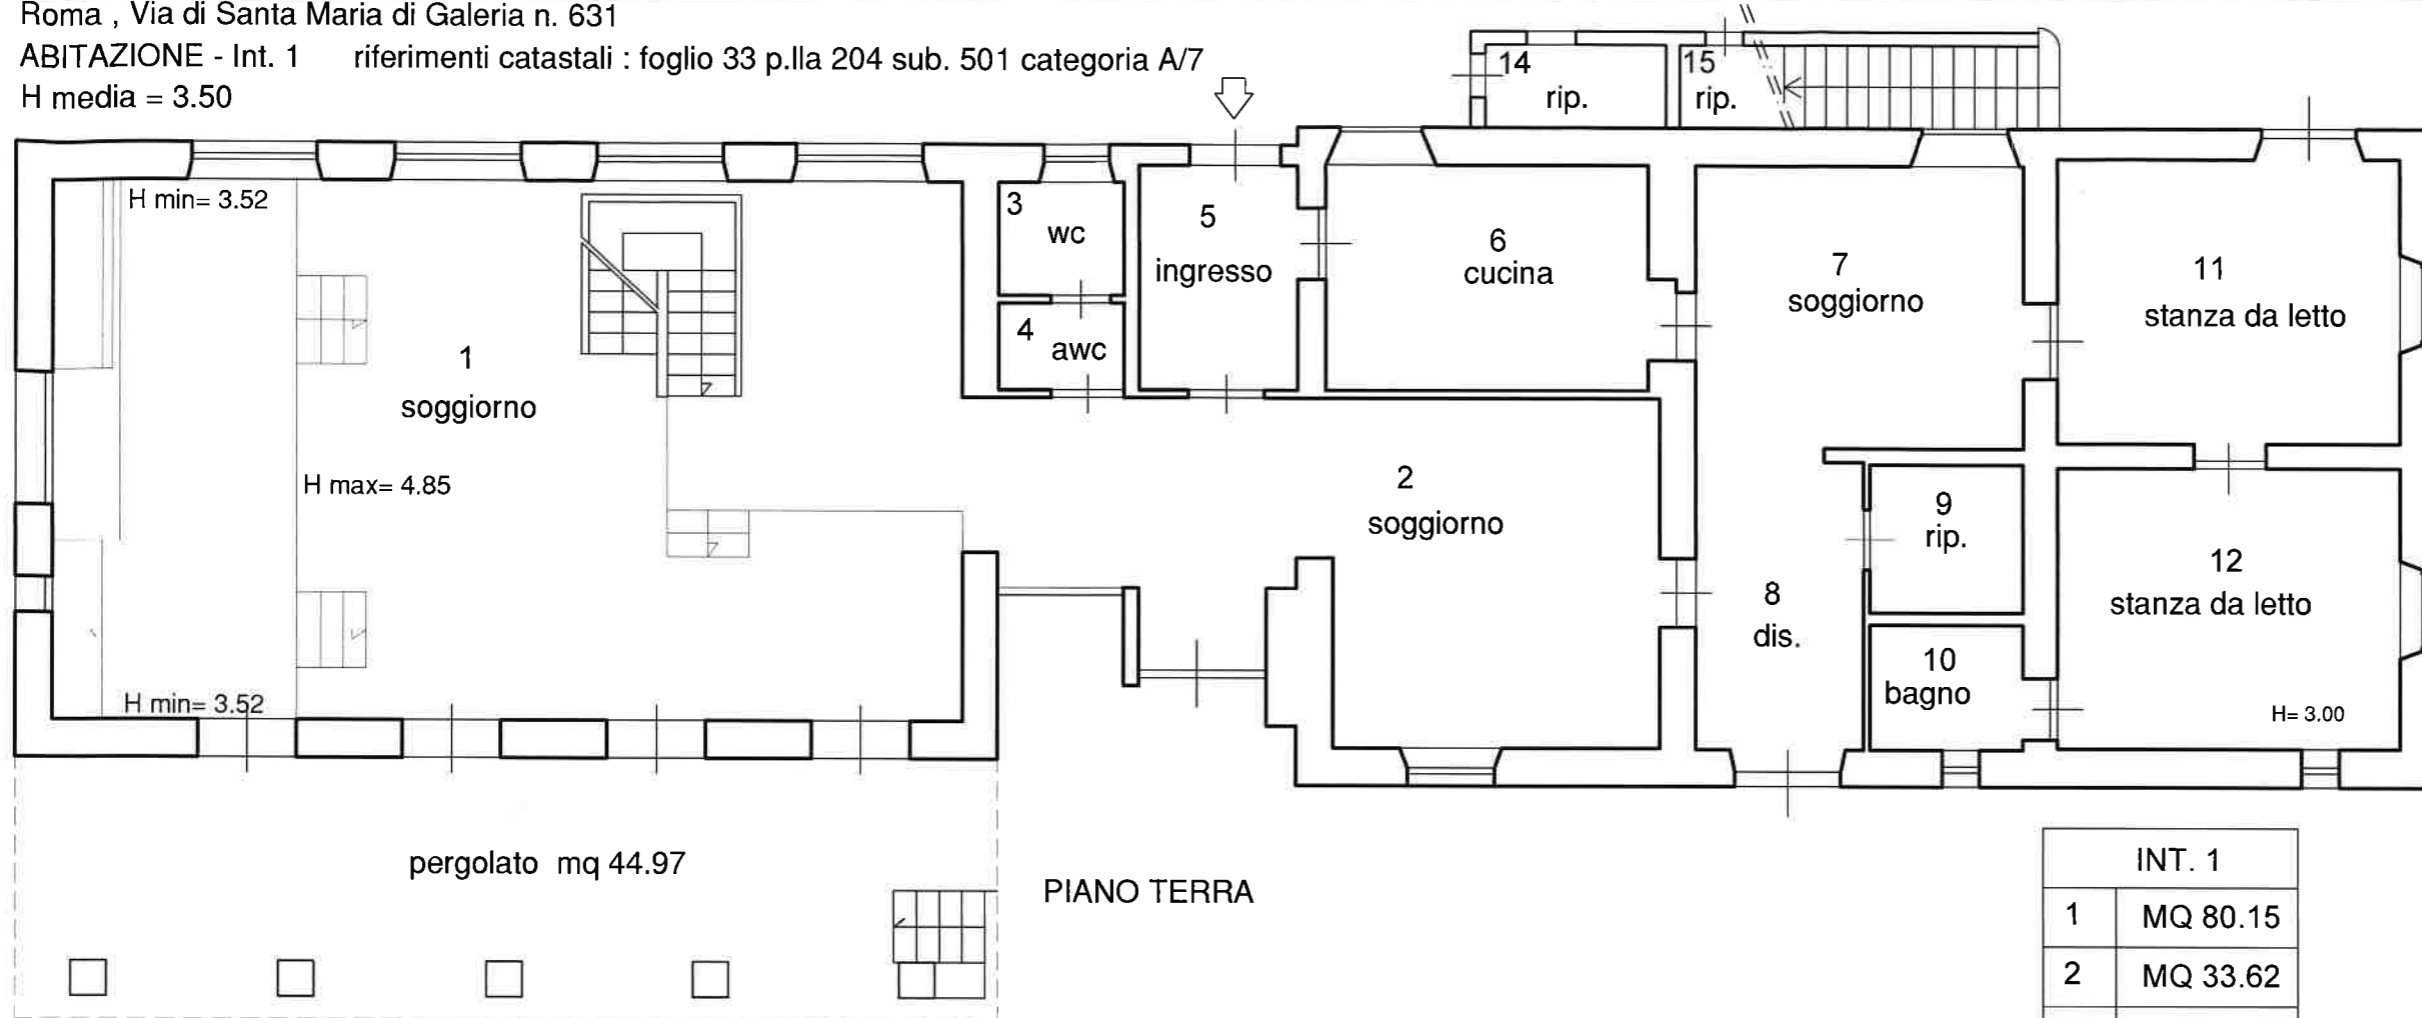 Roma , Via di Santa Maria di Galeria n. 631
ABITAZIONE - Int. 1 riferimenti catastali : foglio 33 p.lla 204 sub. 501 categoria A/7
H media = 3.50
14
rip.
15
rip.
H min= 3.52
3
wc
5
ingresso
6
cucina
7
soggiorno
11
stanza da letto
4
awc
1
soggiorno
H max= 4.85
2
soggiorno
9
rip.
12
stanza da letto
8
dis.
10
bagno
H min= 3.52
H= 3.00
pergolato mq 44.97
PIANO TERRA
INT. 1
1 MQ 80.15
2 MQ 33.62